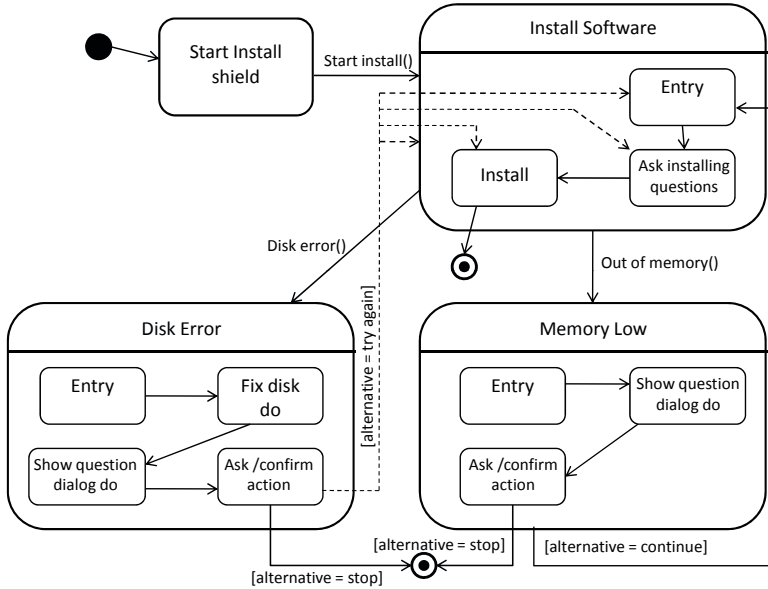 Install Software
Start Install
shield
Start install()
Entry
Ask installing
questions
Install
Disk error()
Out of memory()
[alternative = try again]
Disk Error
Entry
Fix disk
do
Show question
dialog do
Ask /confirm
action
Memory Low
Entry
Show question
dialog do
Ask /confirm
action
[alternative = stop]
[alternative = continue]
[alternative = stop]